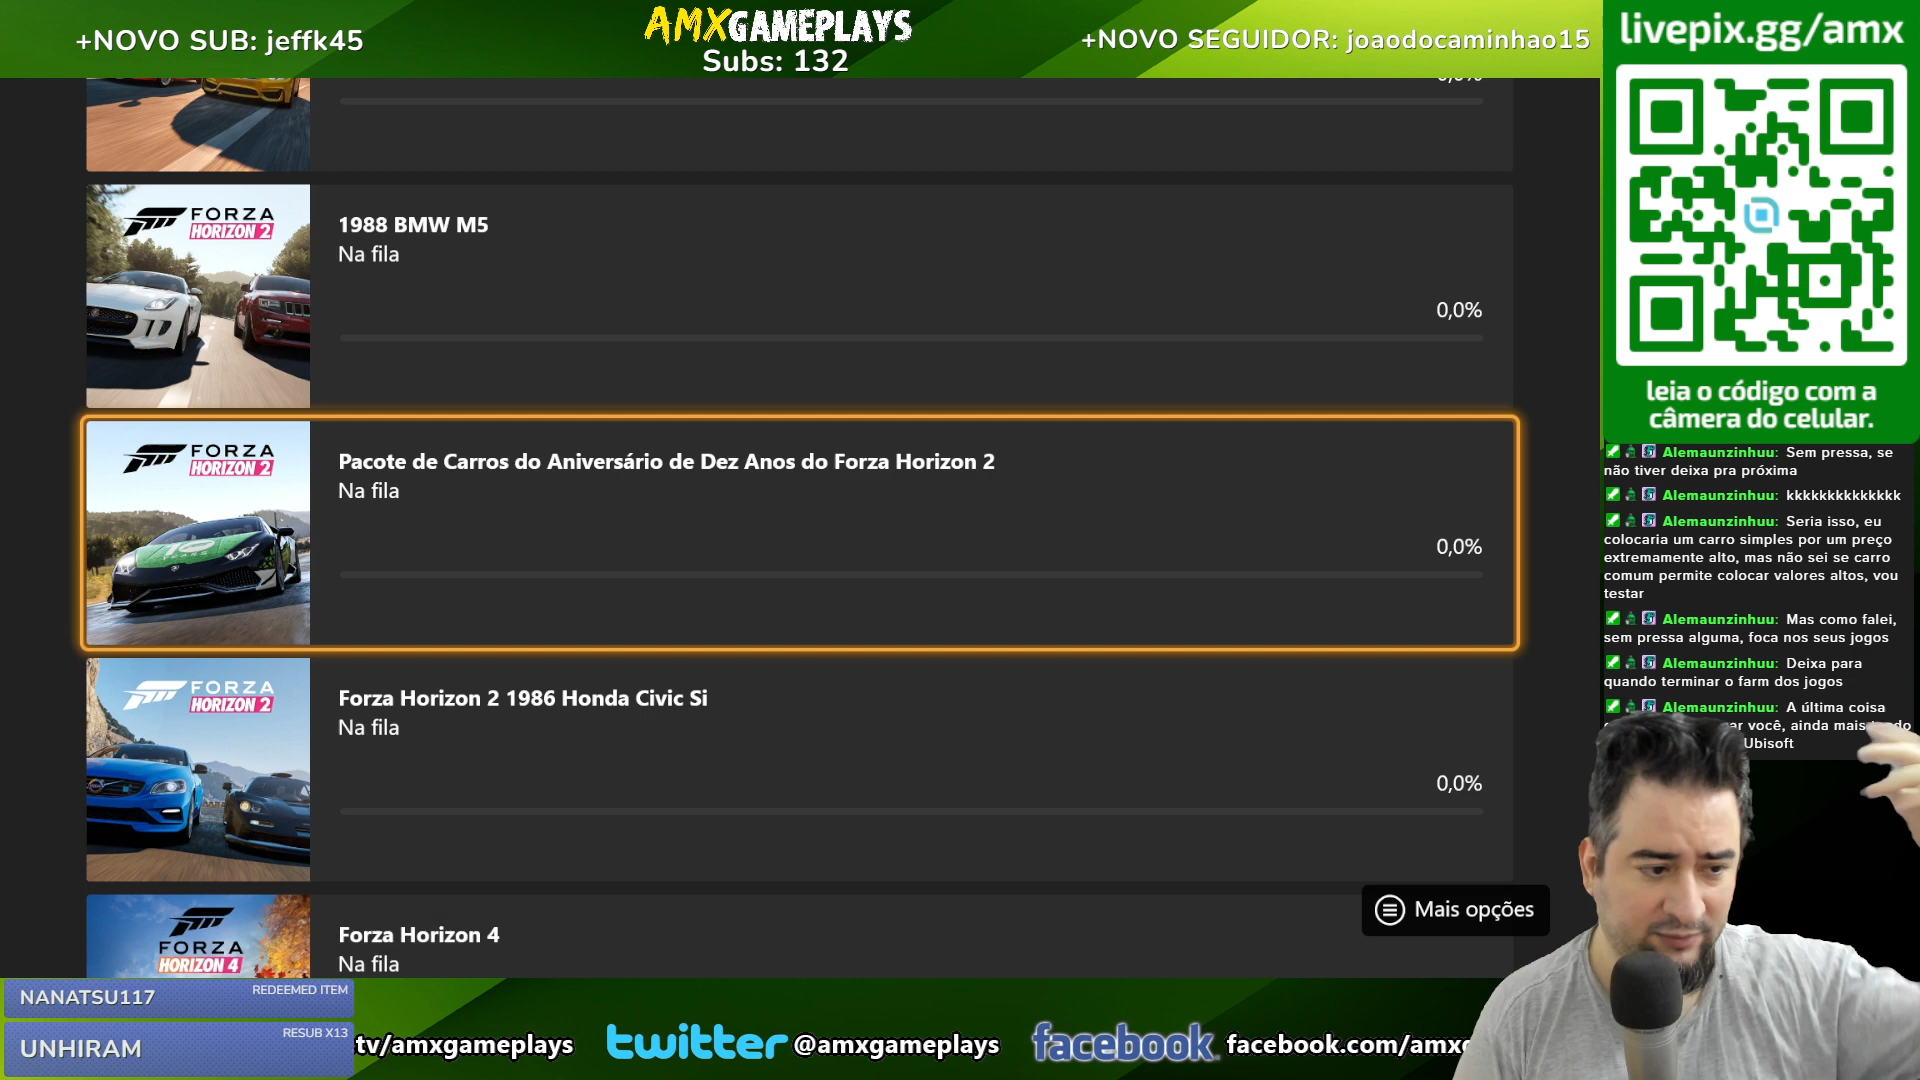 +NOVO SUB: jeffk45
AMXGAMEPLAYS
Subs: 132
+NOVO SEGUIDOR: joaodocaminhao15
livepix.gg/amx
leia o código com a
câmera do celular.
FORZA
HORIZON 2
1988 BMW M5
Na fila
0,0%
FORZA
HORIZON 2
10
YEARS
Pacote de Carros do Aniversário de Dez Anos do Forza Horizon 2
Na fila
0,0%
FORZA
HORIZON 2
Forza Horizon 2 1986 Honda Civic Si
Na fila
0,0%
FORZA
HORIZON 4
Forza Horizon 4
Na fila
Mais opções
Alemaunzinhuu: Sem pressa, se
não tiver deixa pra próxima
Alemaunzinhuu: kkkkkkkkkkkkkk
Alemaunzinhuu: Seria isso, eu
colocaria um carro simples por um preço
extremamente alto, mas não sei se carro
comum permite colocar valores altos, vou
testar
Alemaunzinhuu: Mas como falei,
sem pressa alguma, foca nos seus jogos
Alemaunzinhuu: Deixa para
quando terminar o farm dos jogos
Alemaunzinhuu: A última coisa
você, ainda mais
Ubisoft
NANATSU117
REDEEMED ITEM
UNHIRAM
RESUB X13
tv/amxgameplays
twitter @amxgameplays
facebook facebook.com/amx